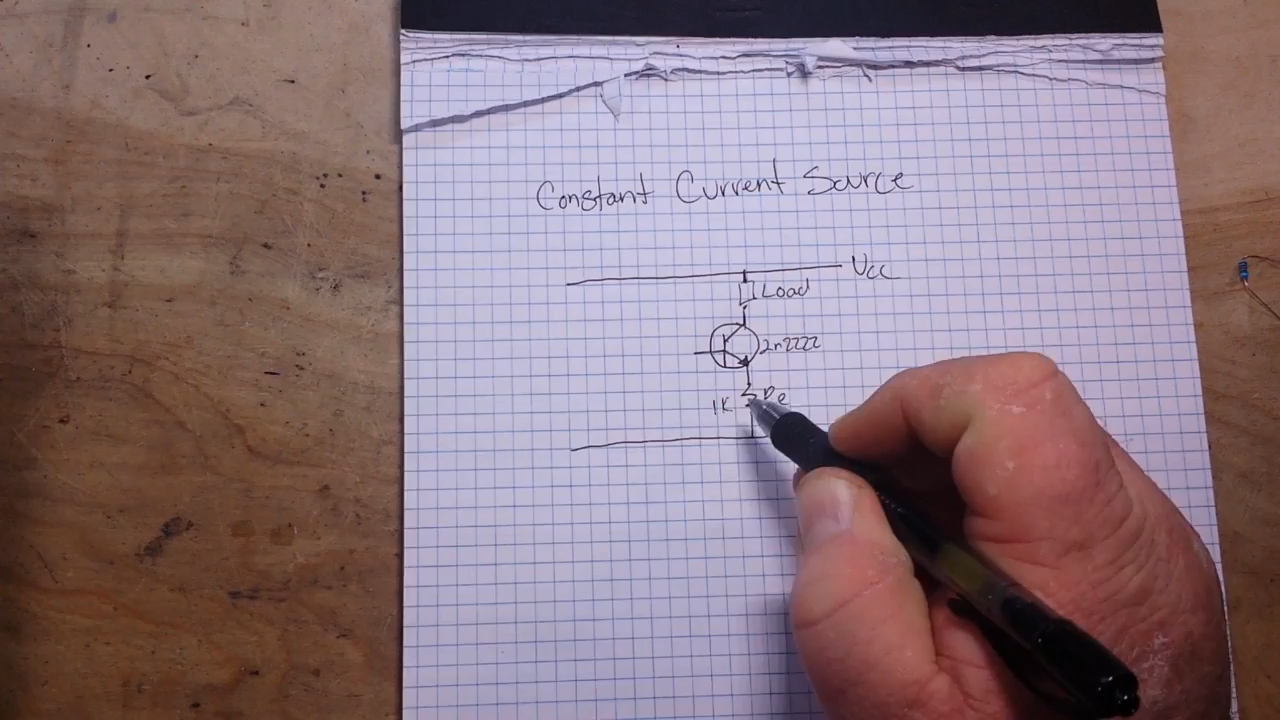 Constant Current Source
Vcc
Load
2n2222
1K Re